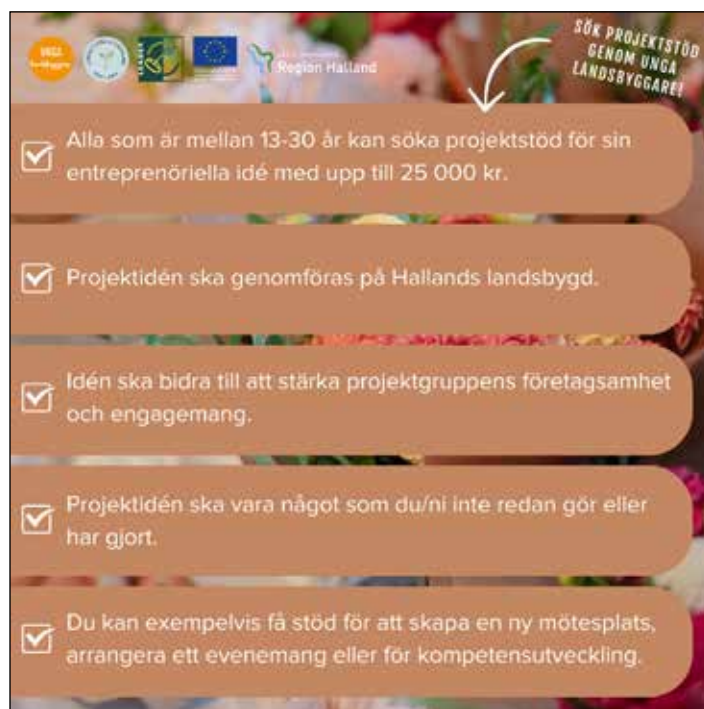 UNGA
LEADER
Region Halland
SÖK PROJEKTSTÖD
GENOM UNGA
LANDSBYGGARE!
Alla som är mellan 13-30 år kan söka projektstöd för sin
entreprenöriella idé med upp till 25 000 kr.
Projektidén ska genomföras på Hallands landsbygd.
Idén ska bidra till att stärka projektgruppens företagsamhet
och engagemang.
Projektidén ska vara något som du/ni inte redan gör eller
har gjort.
Du kan exempelvis få stöd för att skapa en ny mötesplats,
arrangera ett evenemang eller för kompetensutveckling.